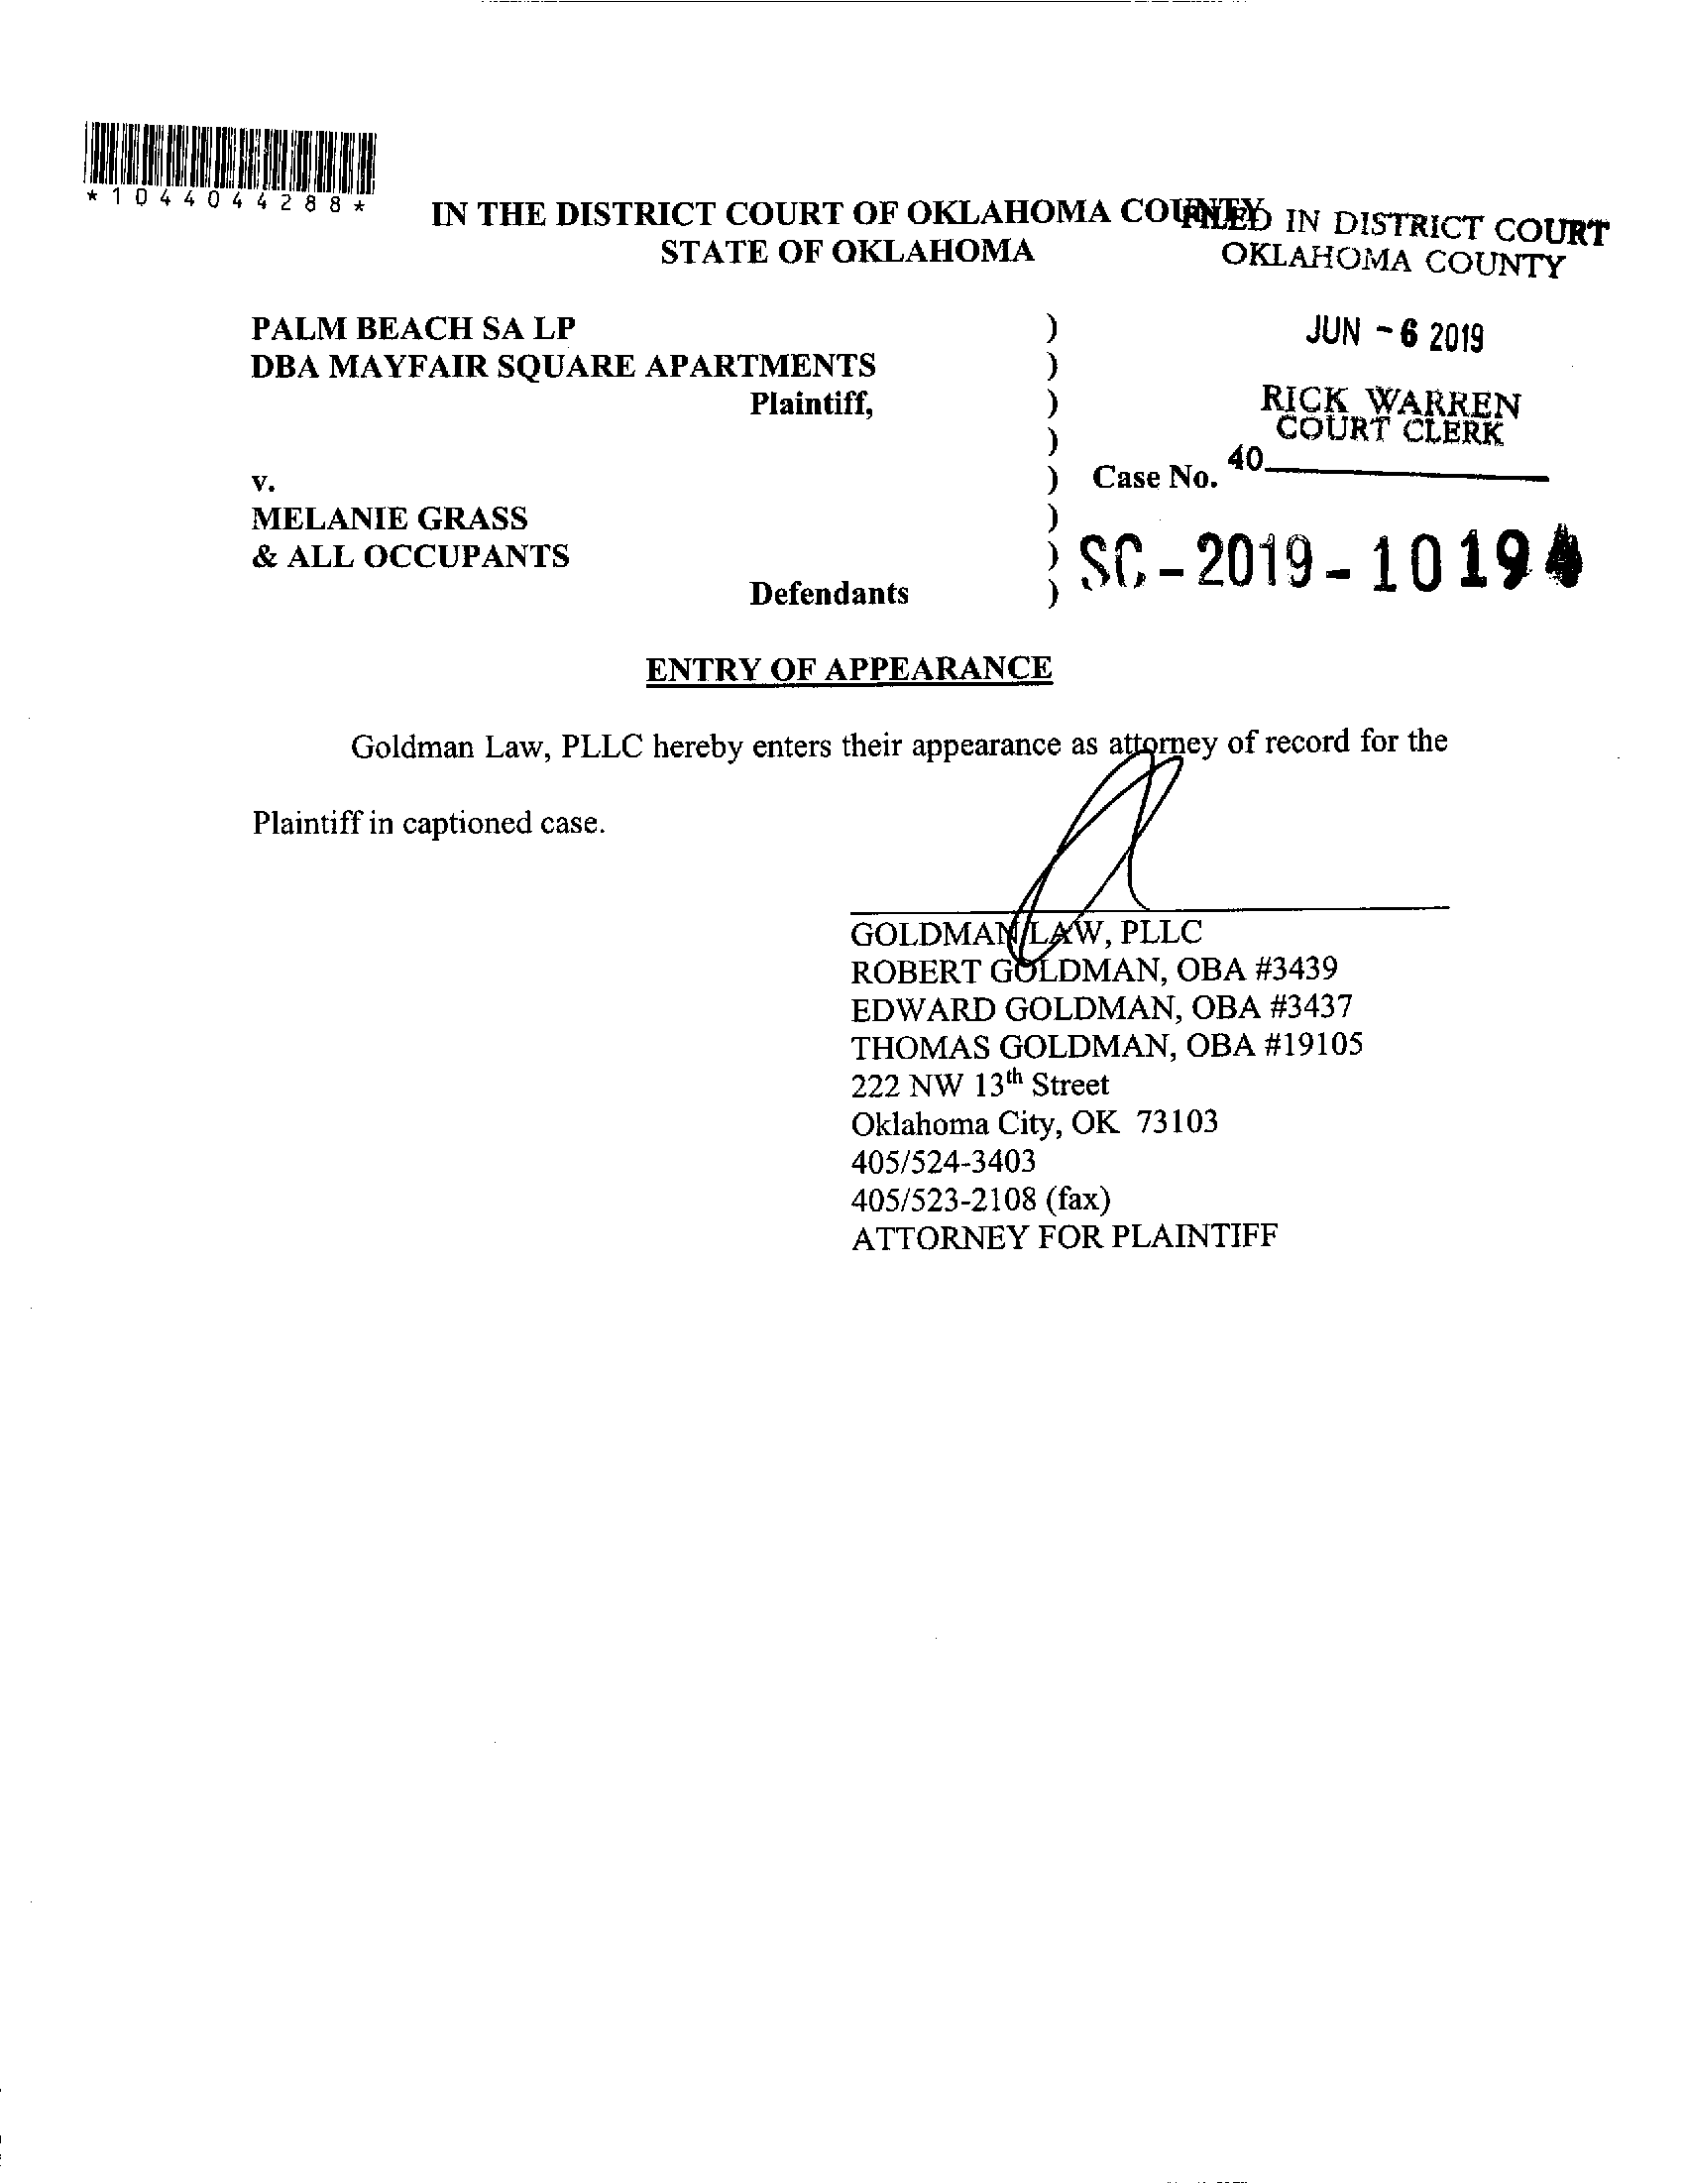 *1044044288*
IN THE DISTRICT COURT OF OKLAHOMA COUNTY
STATE OF OKLAHOMA
FILED IN DISTRICT COURT
OKLAHOMA COUNTY
JUN - 6 2019
RICK WARREN
COURT CLERK
40
PALM BEACH SA LP )
DBA MAYFAIR SQUARE APARTMENTS )
Plaintiff, )
)
v. ) Case No.
MELANIE GRASS )
& ALL OCCUPANTS ) SC-2019-10194
Defendants )
ENTRY OF APPEARANCE
Goldman Law, PLLC hereby enters their appearance as attorney of record for the
Plaintiff in captioned case.
GOLDMAN LAW, PLLC
ROBERT GOLDMAN, OBA #3439
EDWARD GOLDMAN, OBA #3437
THOMAS GOLDMAN, OBA #19105
222 NW 13th Street
Oklahoma City, OK 73103
405/524-3403
405/523-2108 (fax)
ATTORNEY FOR PLAINTIFF